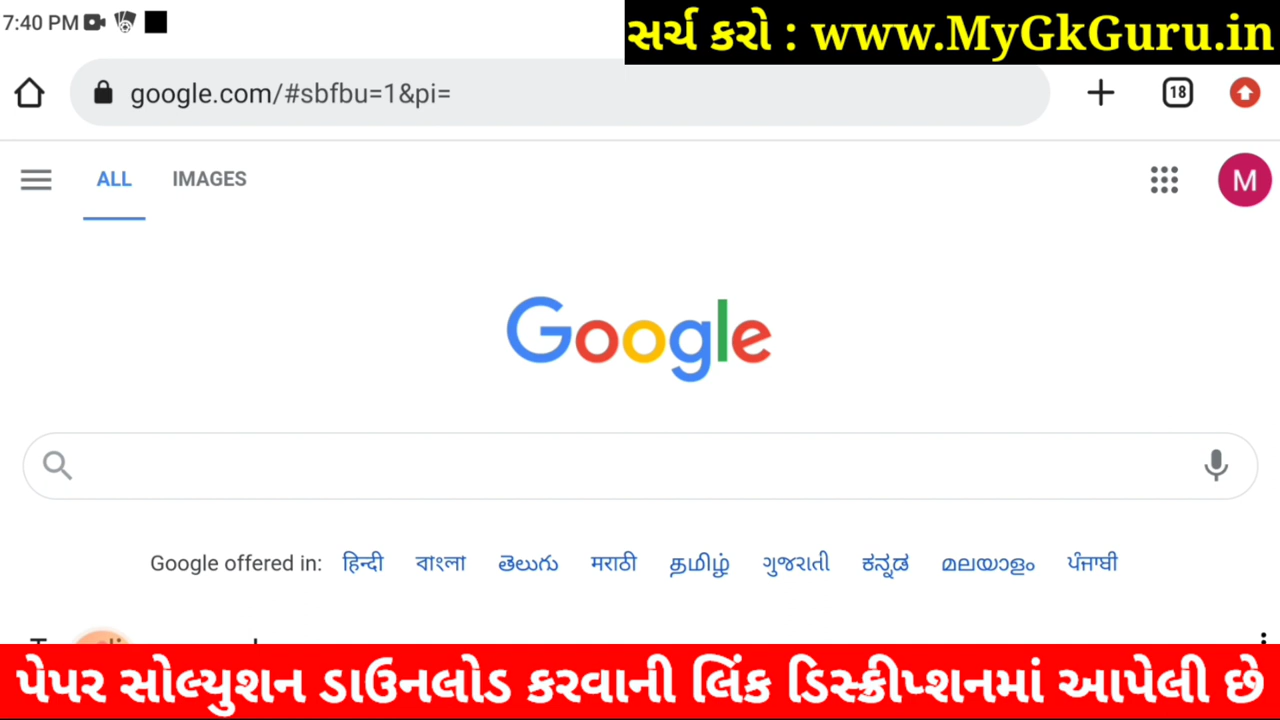 7:40 PM
સર્ચ કરો : www.MyGkGuru.in
google.com/#sbfbu=1&pi=
18
ALL IMAGES
M
Google
Google offered in: हिन्दी বাংলা తెలుగు मराठी தமிழ் ગુજરાતી ಕನ್ನಡ മലയാളം ਪੰਜਾਬੀ
પેપર સોલ્યુશન ડાઉનલોડ કરવાની લિંક ડિસ્ક્રીપ્શનમાં આપેલી છે